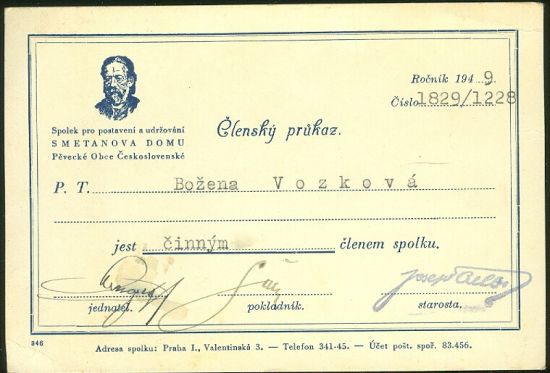 Ročník 1949.
Číslo 1829/1228
Spolek pro postavení a udržování
SMETANOVA DOMU
Pěvecké Obce Československé
Členský průkaz.
P. T. Božena Vozková
jest činným členem spolku.
jednatel. pokladník. starosta.
346
Adresa spolku: Praha I., Valentinská 3. — Telefon 341-45. — Účet pošt. spoř. 83.456.